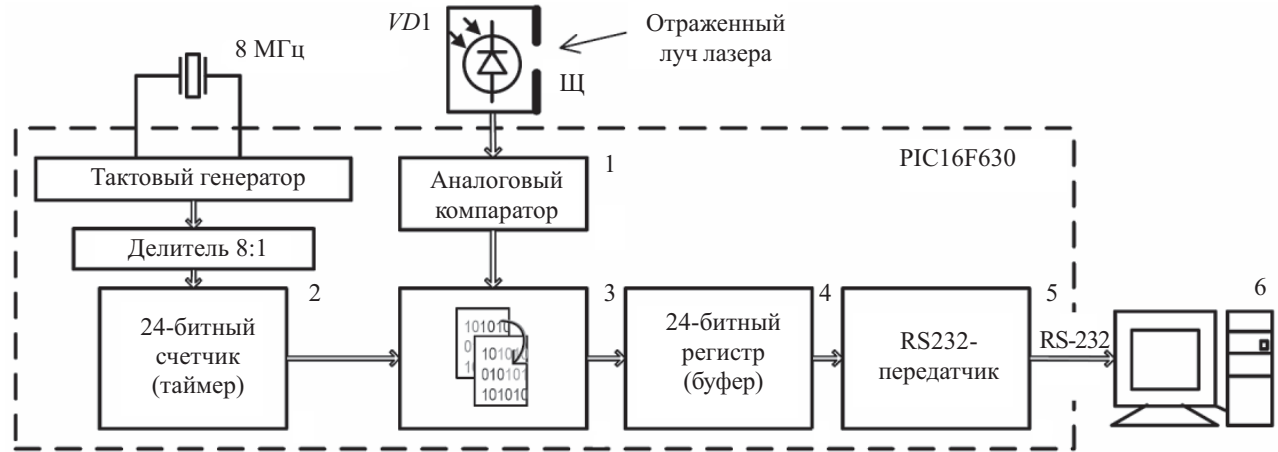 8 МГц
VD1
Отраженный
луч лазера
Щ
PIC16F630
Тактовый генератор
Аналоговый
компаратор
1
Делитель 8:1
24-битный
счетчик
(таймер)
2
101010
101010
010101
101010
3
24-битный
регистр
(буфер)
4
RS232-
передатчик
5
RS-232
6